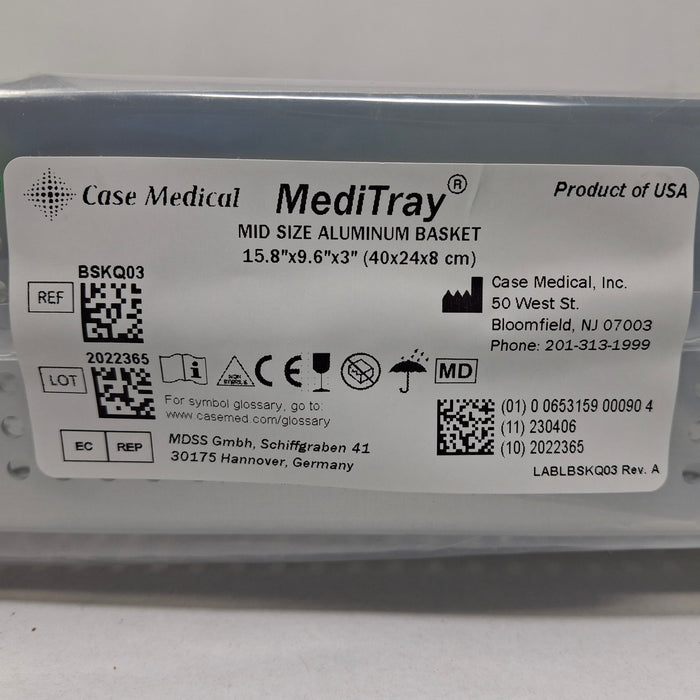 Case Medical
MediTray®
Product of USA
MID SIZE ALUMINUM BASKET
15.8"x9.6"x3" (40x24x8 cm)
BSKQ03
REF
Case Medical, Inc.
50 West St.
Bloomfield, NJ 07003
Phone: 201-313-1999
2022365
LOT
NON STERILE
CE
MD
For symbol glossary, go to:
www.casemed.com/glossary
EC REP
MDSS Gmbh, Schiffgraben 41
30175 Hannover, Germany
(01) 0 0653159 00090 4
(11) 230406
(10) 2022365
LABLBSKQ03 Rev. A